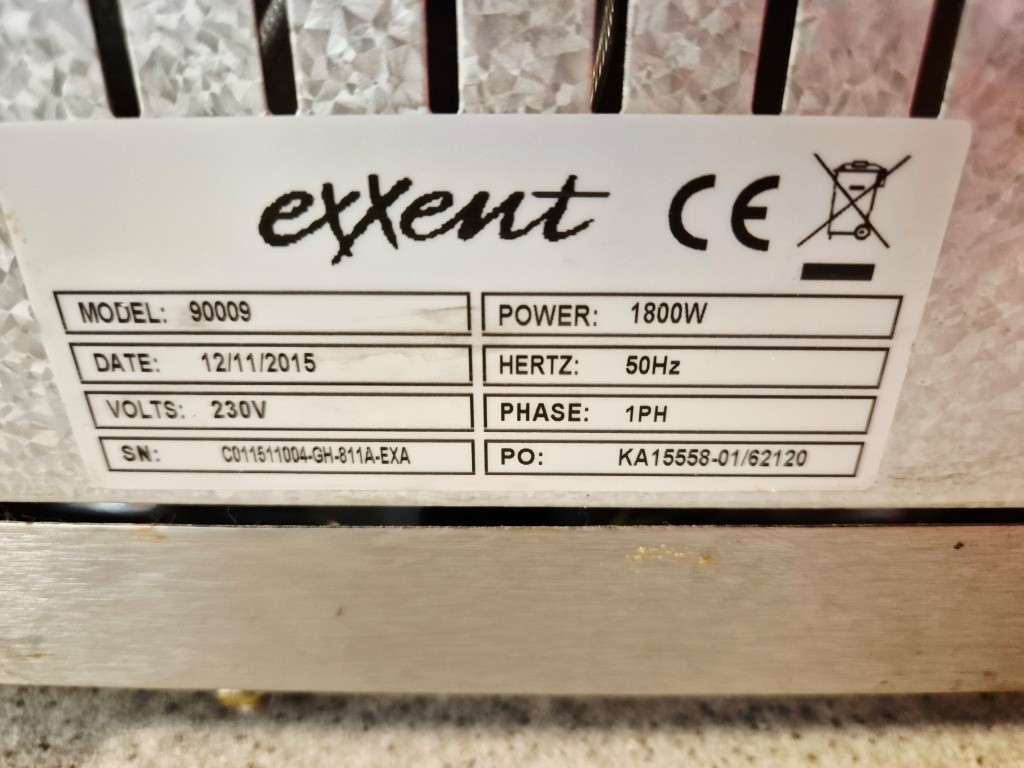 exxent CE
MODEL: 90009 POWER: 1800W
DATE: 12/11/2015 HERTZ: 50Hz
VOLTS: 230V PHASE: 1PH
SN: C011511004-GH-811A-EXA PO: KA15558-01/62120